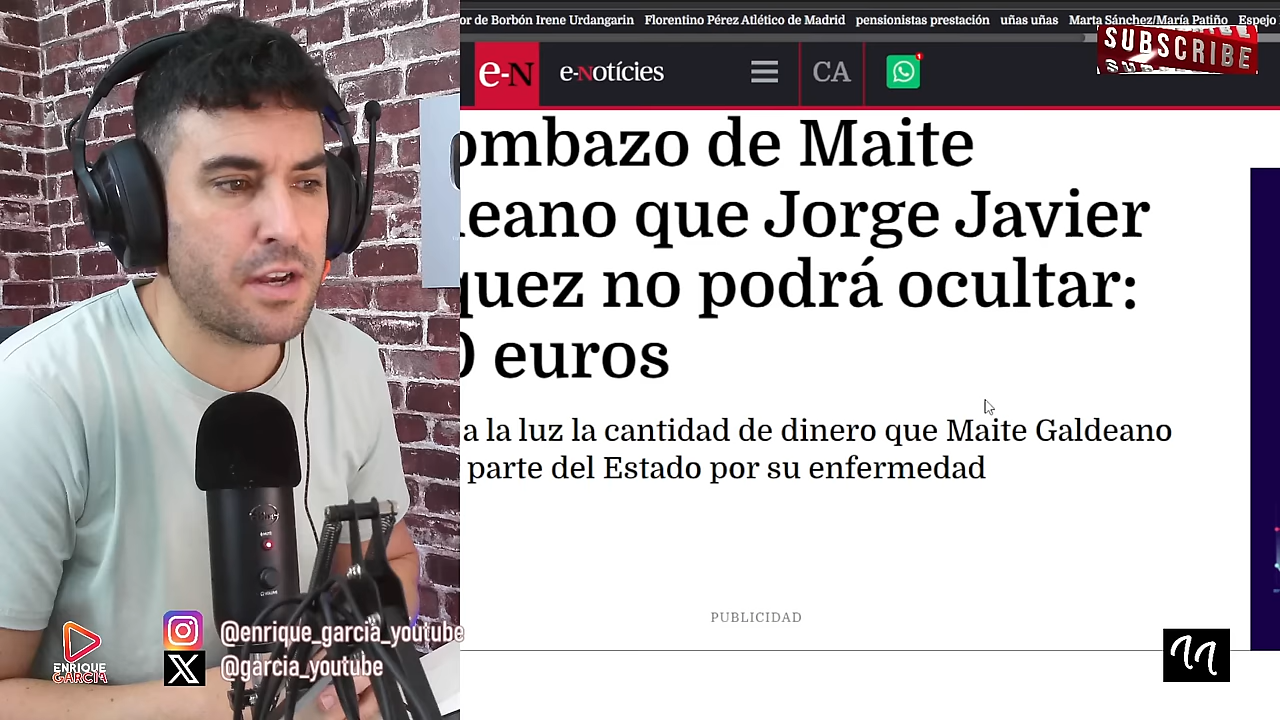 or de Borbón Irene Urdangarin Florentino Pérez Atlético de Madrid pensionistas prestación uñas uñas Marta Sánchez/María Patiño Espejo
SUBSCRIBE
e-N e-Notícies CA
ombazo de Maite
eano que Jorge Javier
quez no podrá ocultar:
0 euros
a la luz la cantidad de dinero que Maite Galdeano
parte del Estado por su enfermedad
PUBLICIDAD
@enrique_garcia_youtube
@garcia_youtube
ENRIQUE
GARCIA